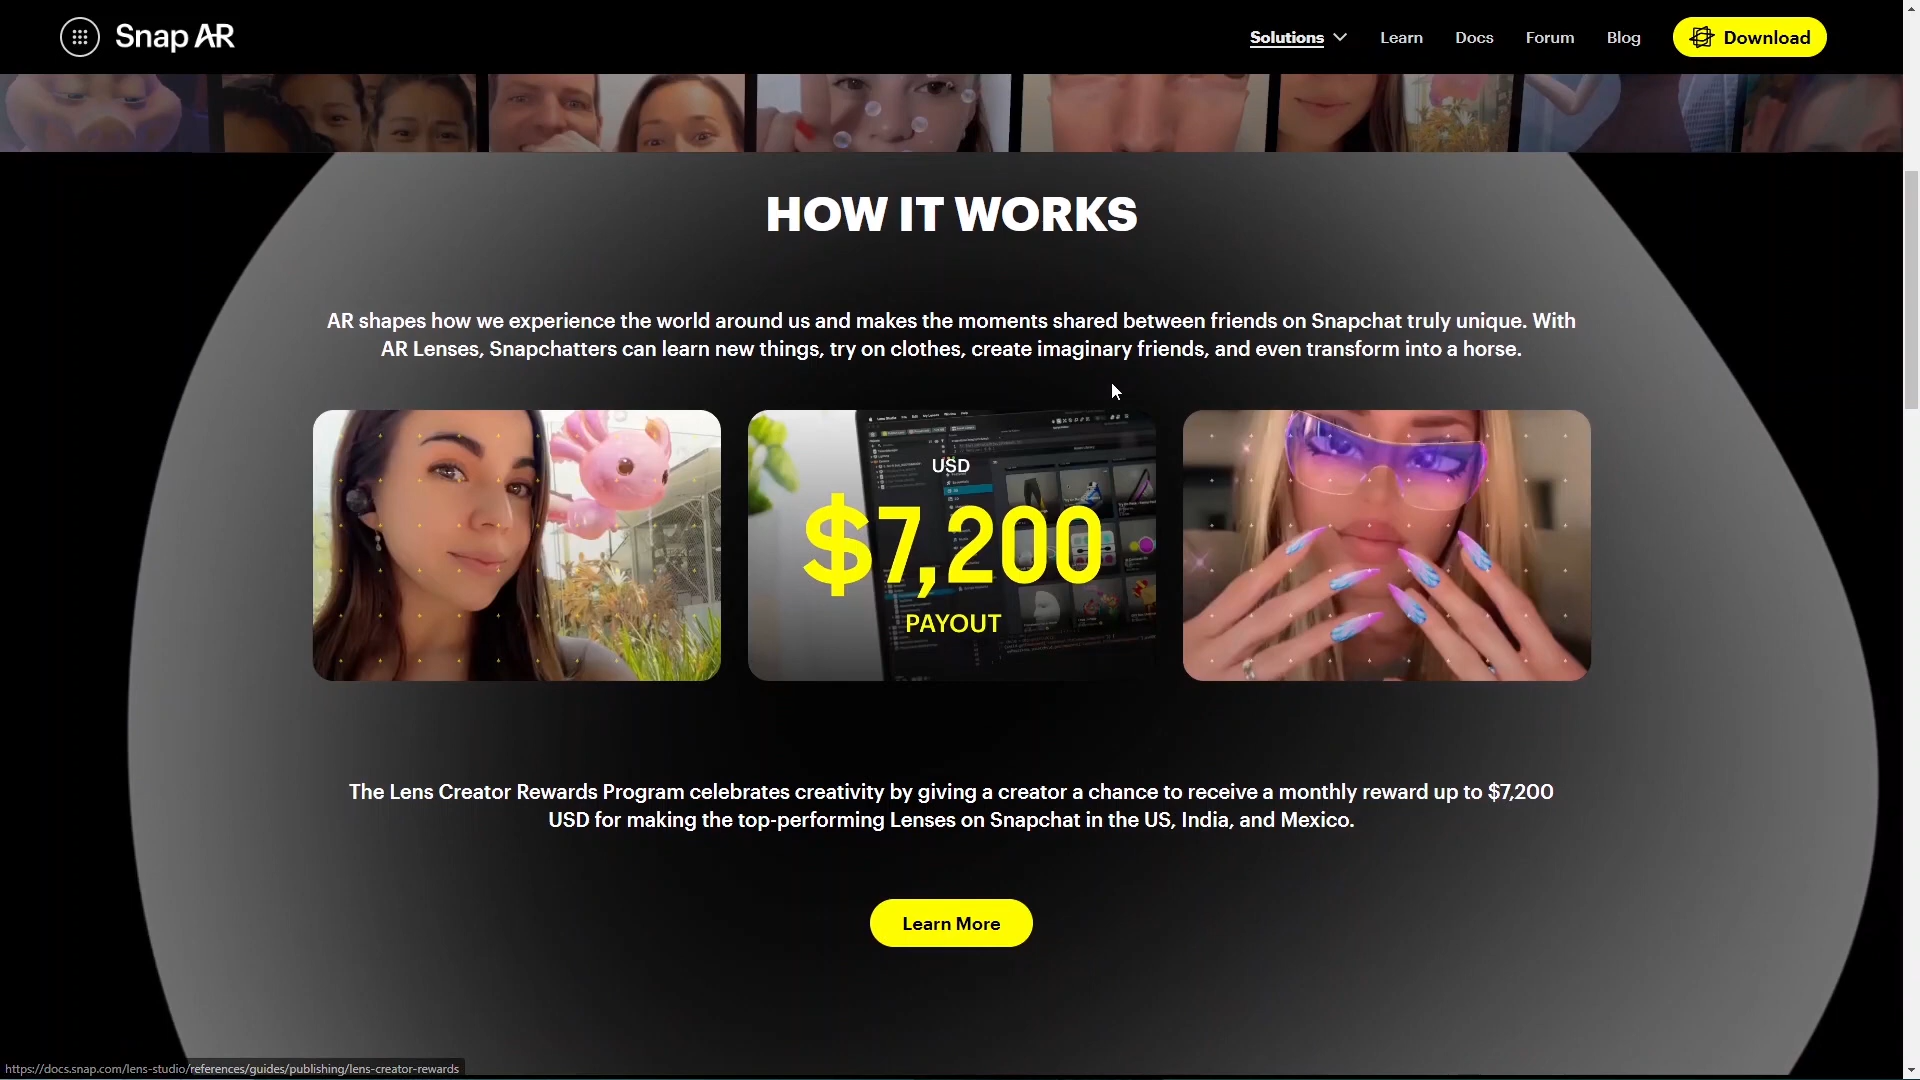 Snap AR
Solutions
Learn
Docs
Forum
Blog
Download
HOW IT WORKS
AR shapes how we experience the world around us and makes the moments shared between friends on Snapchat truly unique. With
AR Lenses, Snapchatters can learn new things, try on clothes, create imaginary friends, and even transform into a horse.
USD
$7,200
PAYOUT
The Lens Creator Rewards Program celebrates creativity by giving a creator a chance to receive a monthly reward up to $7,200
USD for making the top-performing Lenses on Snapchat in the US, India, and Mexico.
Learn More
https://docs.snap.com/lens-studio/references/guides/publishing/lens-creator-rewards